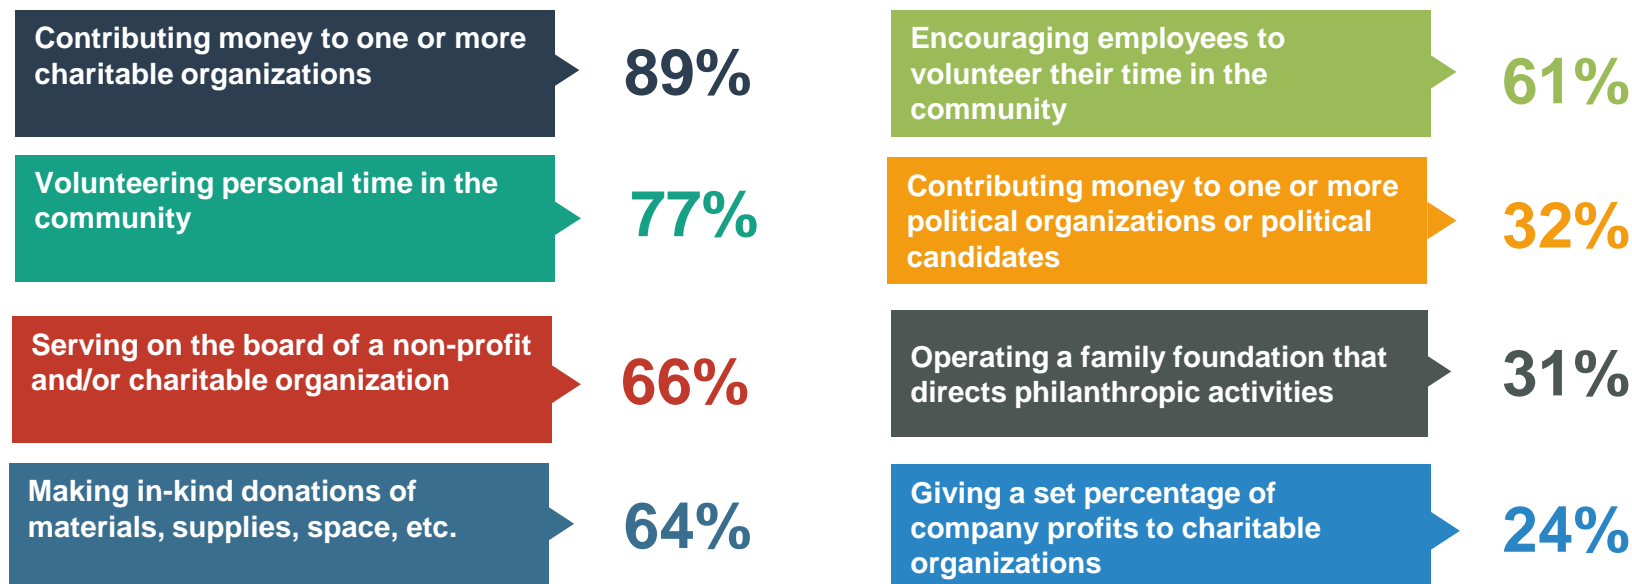 Contributing money to one or more
charitable organizations
89%
Volunteering personal time in the
community
77%
Serving on the board of a non-profit
and/or charitable organization
66%
Making in-kind donations of
materials, supplies, space, etc.
64%
Encouraging employees to
volunteer their time in the
community
61%
Contributing money to one or more
political organizations or political
candidates
32%
Operating a family foundation that
directs philanthropic activities
31%
Giving a set percentage of
company profits to charitable
organizations
24%